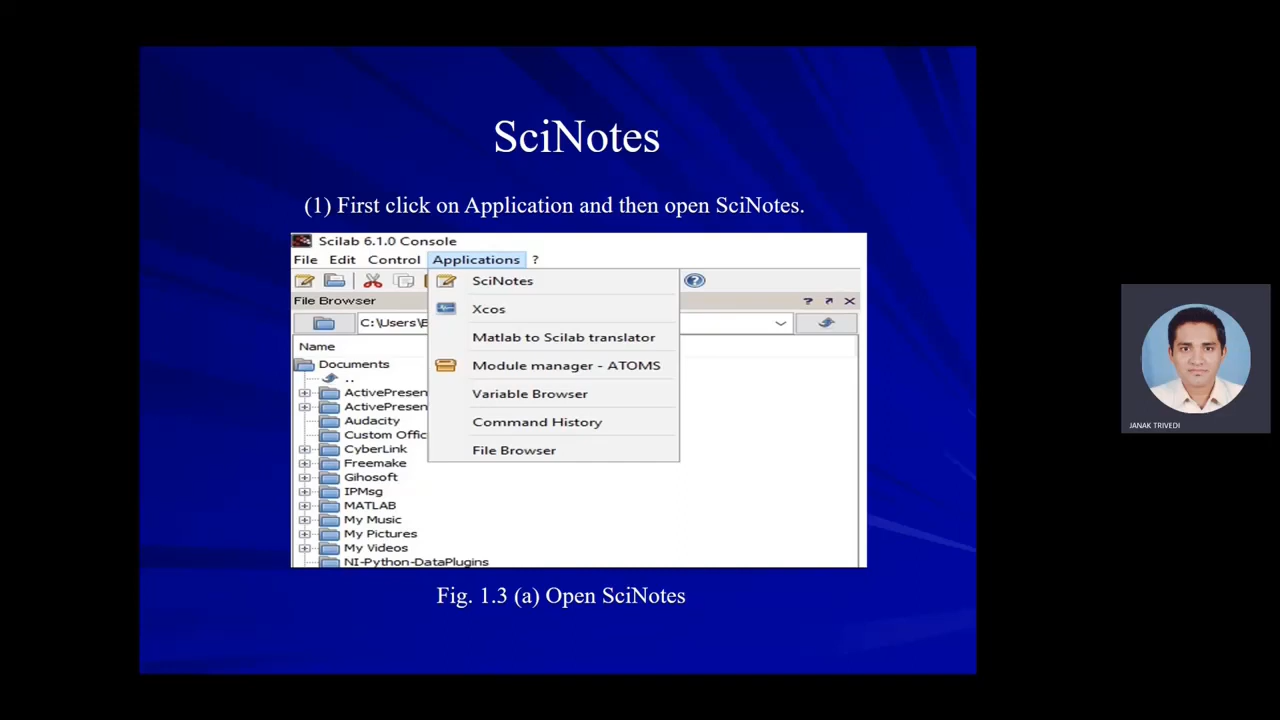 SciNotes
(1) First click on Application and then open SciNotes.
Scilab 6.1.0 Console
File Edit Control Applications ?
SciNotes
Xcos
Matlab to Scilab translator
Module manager - ATOMS
Variable Browser
Command History
File Browser
File Browser ? X
C:\Users\
Name
Documents
..
ActivePresen
ActivePresen
Audacity
Custom Offic
CyberLink
Freemake
Gihosoft
IPMsg
MATLAB
My Music
My Pictures
My Videos
NI-Python-DataPlugins
Fig. 1.3 (a) Open SciNotes
JANAK TRIVEDI